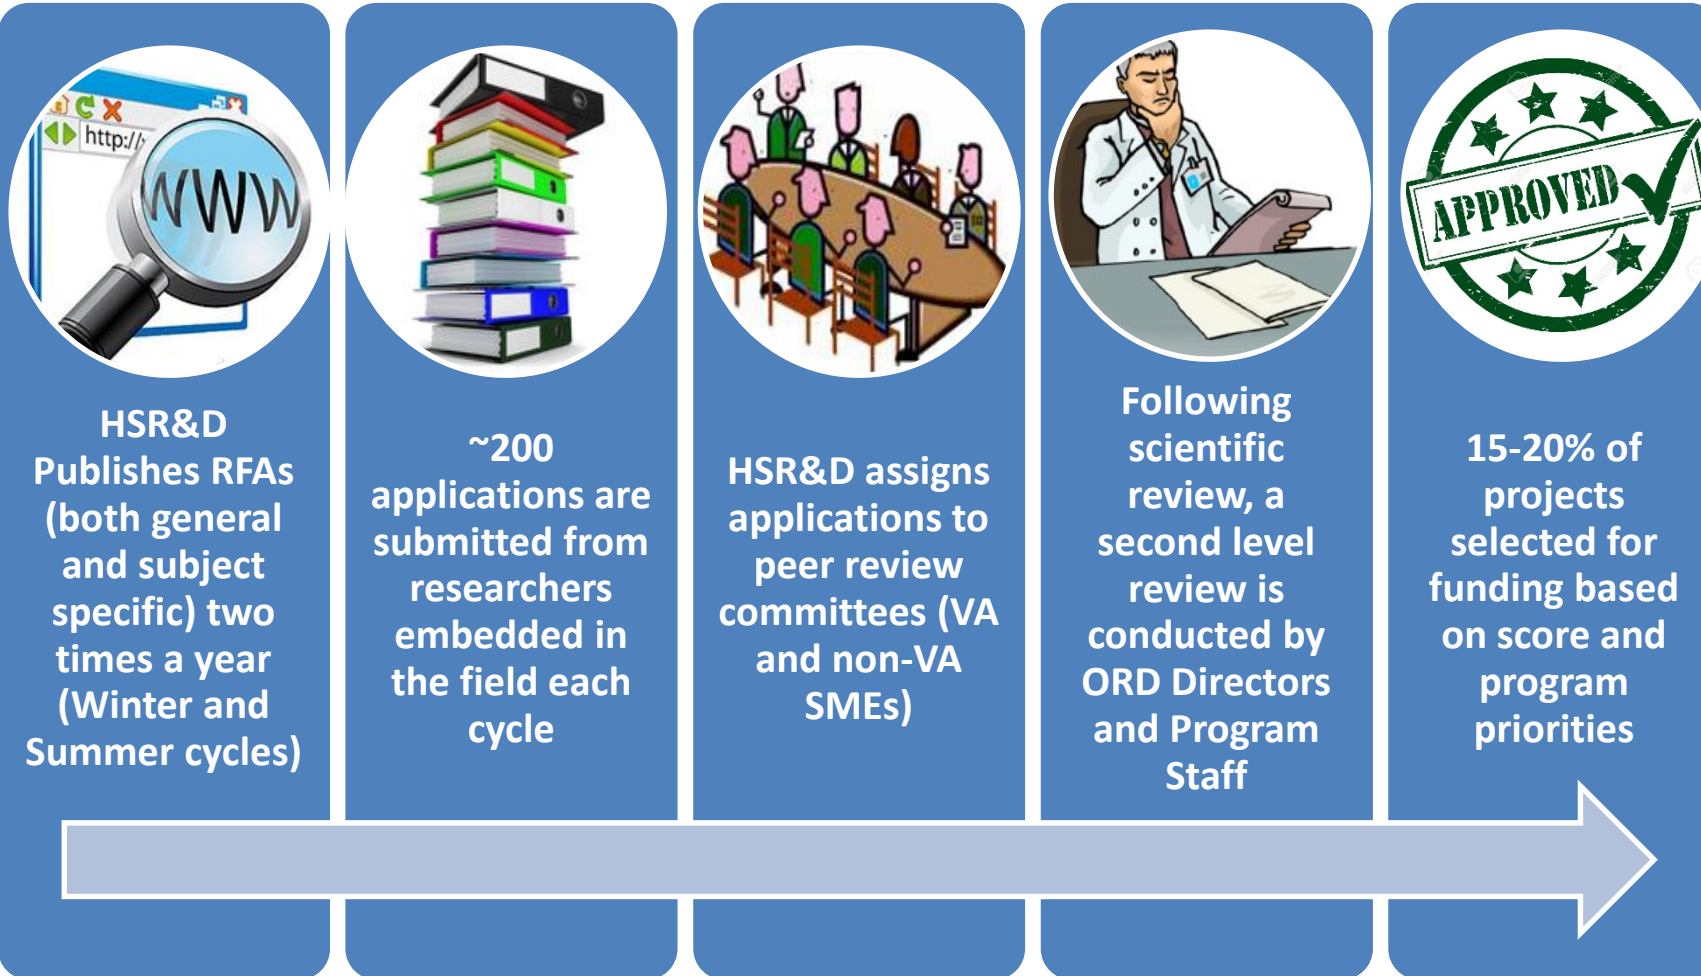 http://
WWW
HSR&D
Publishes RFAs
(both general
and subject
specific) two
times a year
(Winter and
Summer cycles)
~200
applications are
submitted from
researchers
embedded in
the field each
cycle
HSR&D assigns
applications to
peer review
committees (VA
and non-VA
SMEs)
Following
scientific
review, a
second level
review is
conducted by
ORD Directors
and Program
Staff
APPROVED
15-20% of
projects
selected for
funding based
on score and
program
priorities